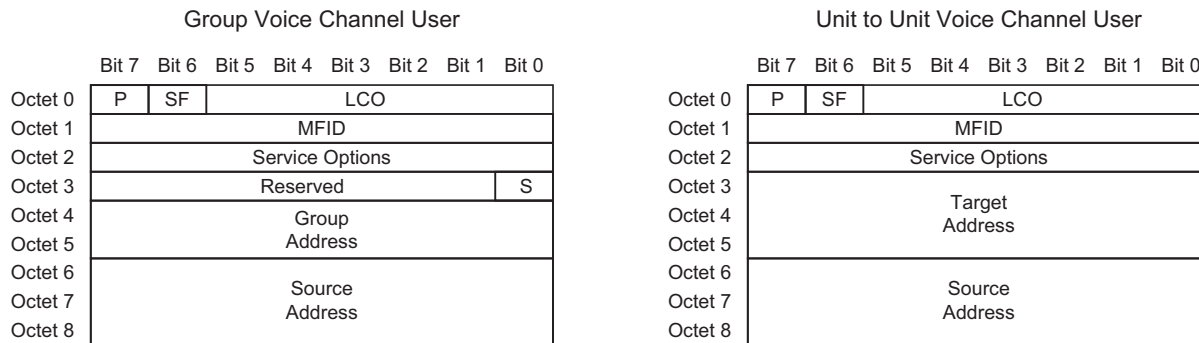 Group Voice Channel User
Bit 7 Bit 6 Bit 5 Bit 4 Bit 3 Bit 2 Bit 1 Bit 0
Octet 0 P SF LCO
Octet 1 MFID
Octet 2 Service Options
Octet 3 Reserved S
Octet 4 Group
Octet 5 Address
Octet 6
Octet 7 Source
Address
Octet 8
Unit to Unit Voice Channel User
Bit 7 Bit 6 Bit 5 Bit 4 Bit 3 Bit 2 Bit 1 Bit 0
Octet 0 P SF LCO
Octet 1 MFID
Octet 2 Service Options
Octet 3
Target
Octet 4 Address
Octet 5
Octet 6
Octet 7 Source
Address
Octet 8